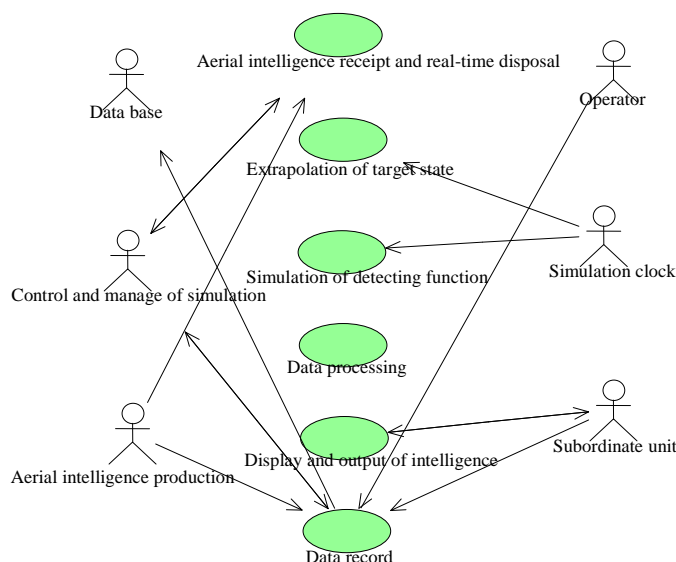 Aerial intelligence receipt and real-time disposal
Data base
Operator
Extrapolation of target state
Control and manage of simulation
Simulation of detecting function
Simulation clock
Data processing
Aerial intelligence production
Display and output of intelligence
Subordinate unit
Data record